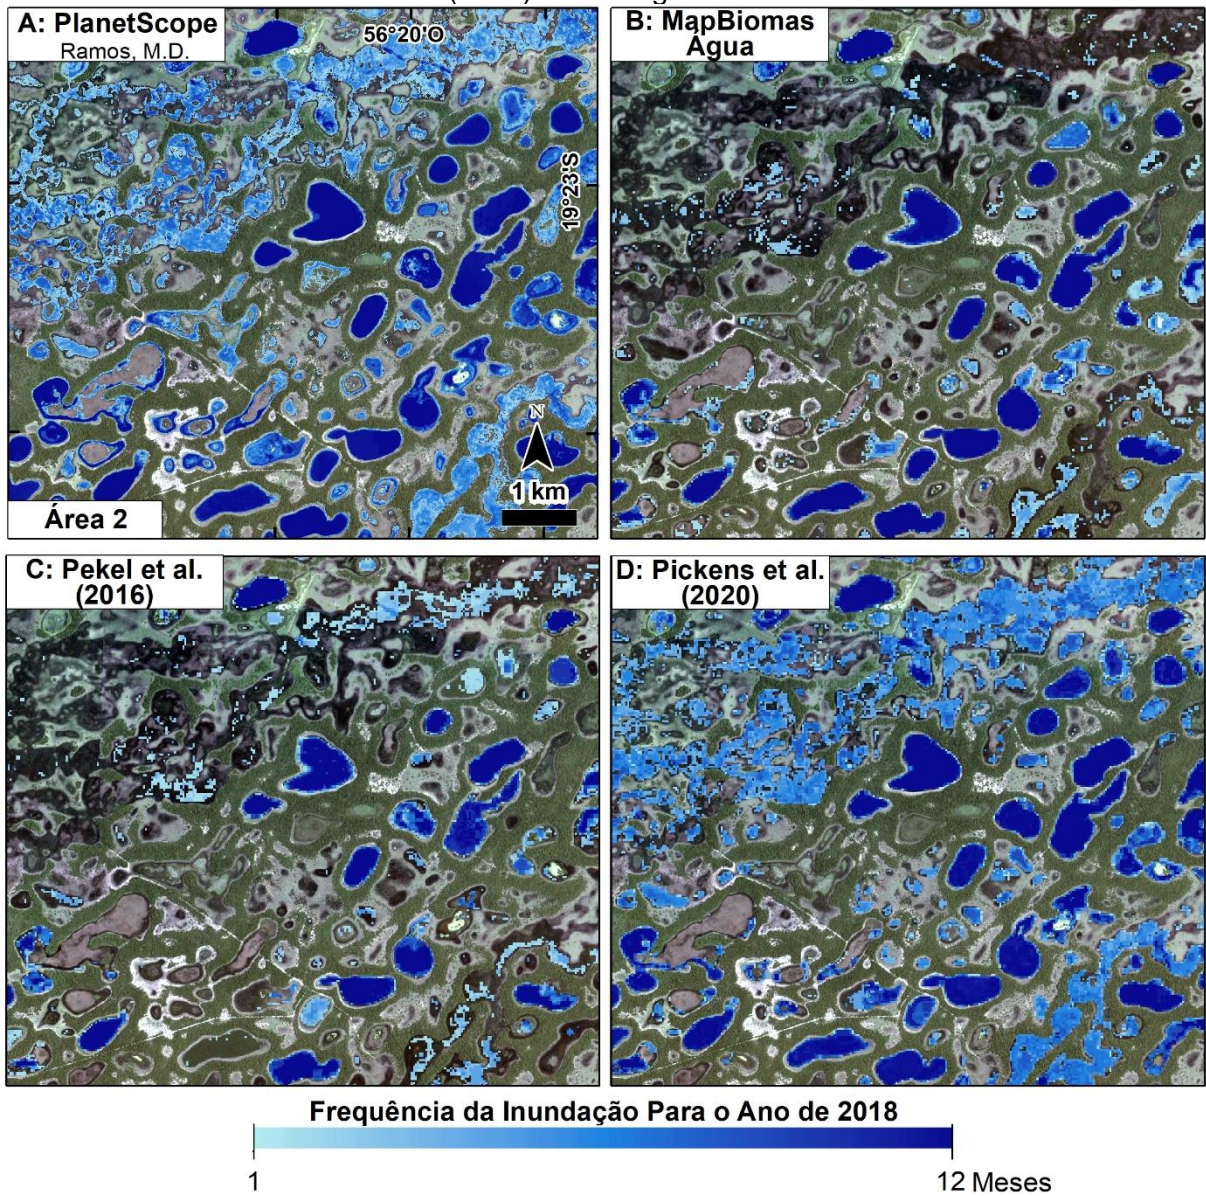 A: PlanetScope
Ramos, M.D.
56°20'O
B: MapBiomas
Água
19°23'S
N
1 km
Área 2
C: Pekel et al.
(2016)
D: Pickens et al.
(2020)
Frequência da Inundação Para o Ano de 2018
1
12 Meses